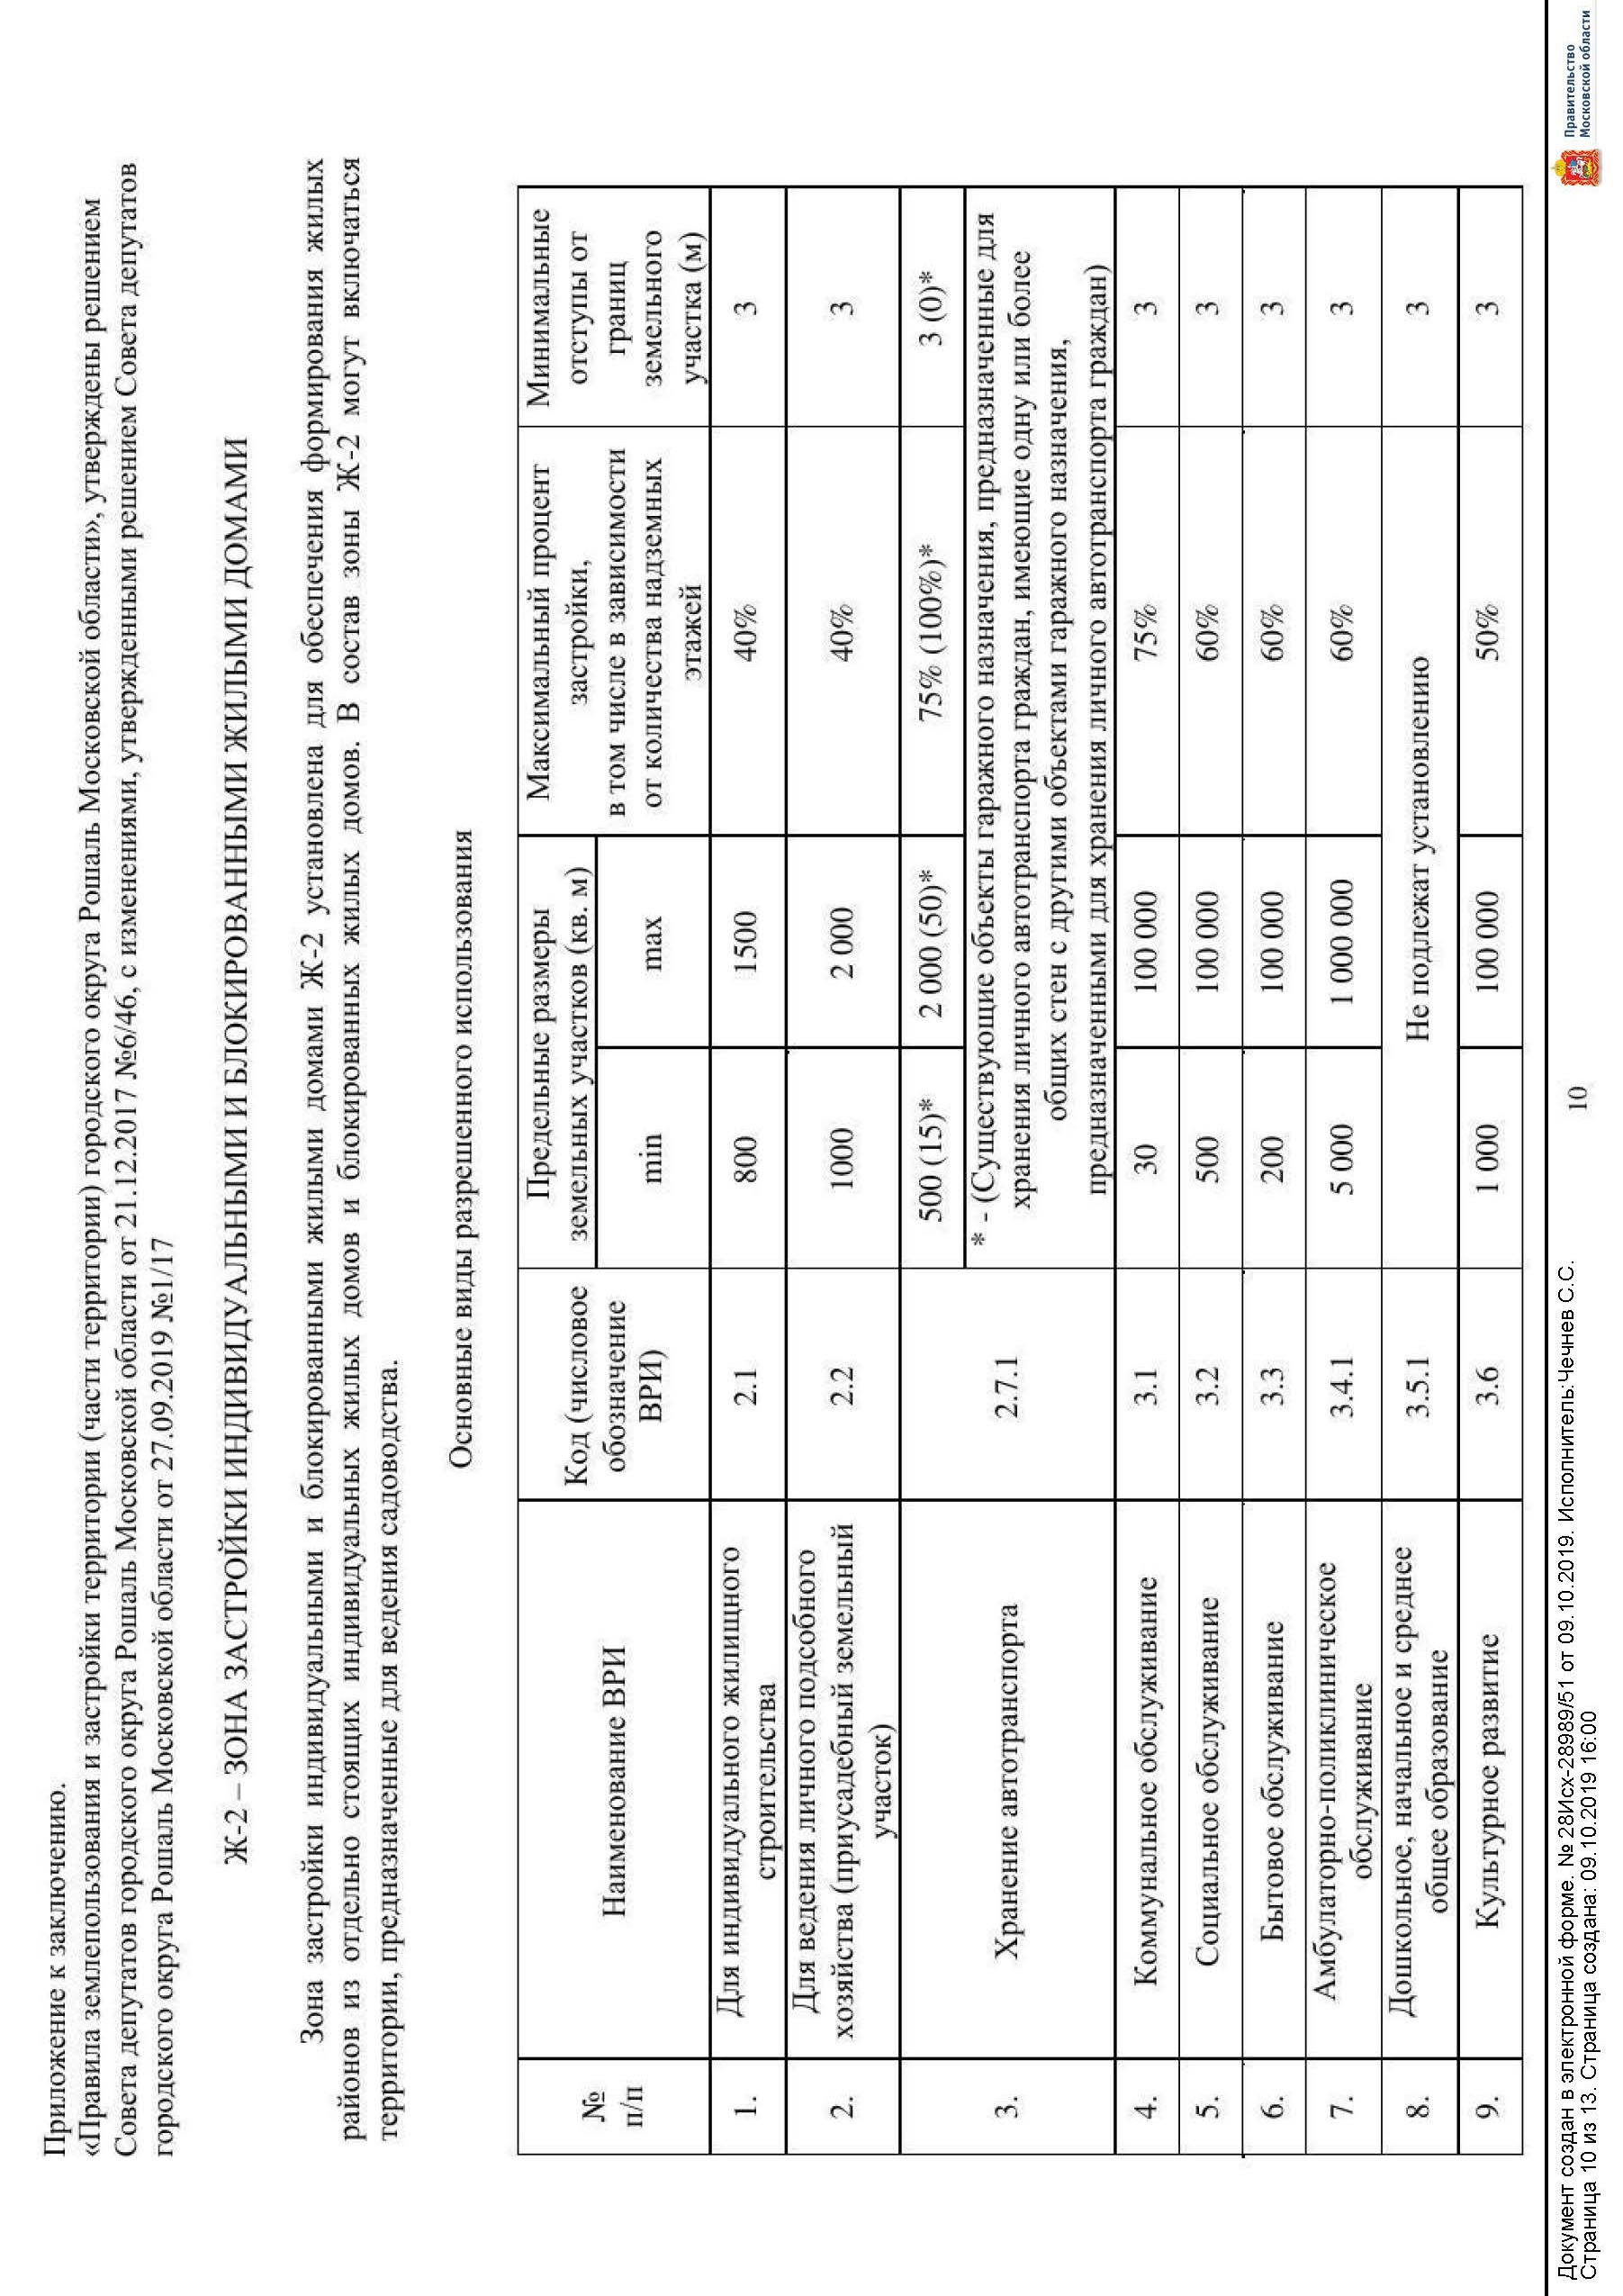 Приложение к заключению.
«Правила землепользования и застройки территории (части территории) городского округа Рошаль Московской области», утверждены решением
Совета депутатов городского округа Рошаль Московской области от 21.12.2017 №6/46, с изменениями, утвержденными решением Совета депутатов
городского округа Рошаль Московской области от 27.09.2019 №1/17
Ж-2 – ЗОНА ЗАСТРОЙКИ ИНДИВИДУАЛЬНЫМИ И БЛОКИРОВАННЫМИ ЖИЛЫМИ ДОМАМИ
Зона застройки индивидуальными и блокированными жилыми домами Ж-2 установлена для обеспечения формирования жилых
районов из отдельно стоящих индивидуальных жилых домов и блокированных жилых домов. В состав зоны Ж-2 могут включаться
территории, предназначенные для ведения садоводства.
Основные виды разрешенного использования
№
п/п
Наименование ВРИ
Код (числовое
обозначение
ВРИ)
Предельные размеры
земельных участков (кв. м)
min
max
Максимальный процент
застройки,
в том числе в зависимости
от количества надземных
этажей
Минимальные
отступы от
границ
земельного
участка (м)
1. Для индивидуального жилищного
строительства 2.1 800 1500 40% 3
2. Для ведения личного подсобного
хозяйства (приусадебный земельный
участок) 2.2 1000 2 000 40% 3
3. Хранение автотранспорта 2.7.1 500 (15)* 2 000 (50)* 75% (100%)* 3 (0)*
* - (Существующие объекты гаражного назначения, предназначенные для
хранения личного автотранспорта граждан, имеющие одну или более
общих стен с другими объектами гаражного назначения,
предназначенными для хранения личного автотранспорта граждан)
4. Коммунальное обслуживание 3.1 30 100 000 75% 3
5. Социальное обслуживание 3.2 500 100 000 60% 3
6. Бытовое обслуживание 3.3 200 100 000 60% 3
7. Амбулаторно-поликлиническое
обслуживание 3.4.1 5 000 1 000 000 60% 3
8. Дошкольное, начальное и среднее
общее образование 3.5.1 Не подлежат установлению 3
9. Культурное развитие 3.6 1 000 100 000 50% 3
10
Документ создан в электронной форме. № 28Исх-28989/51 от 09.10.2019. Исполнитель:Чечнев С.С.
Страница 10 из 13. Страница создана: 09.10.2019 16:00
Правительство
Московской области